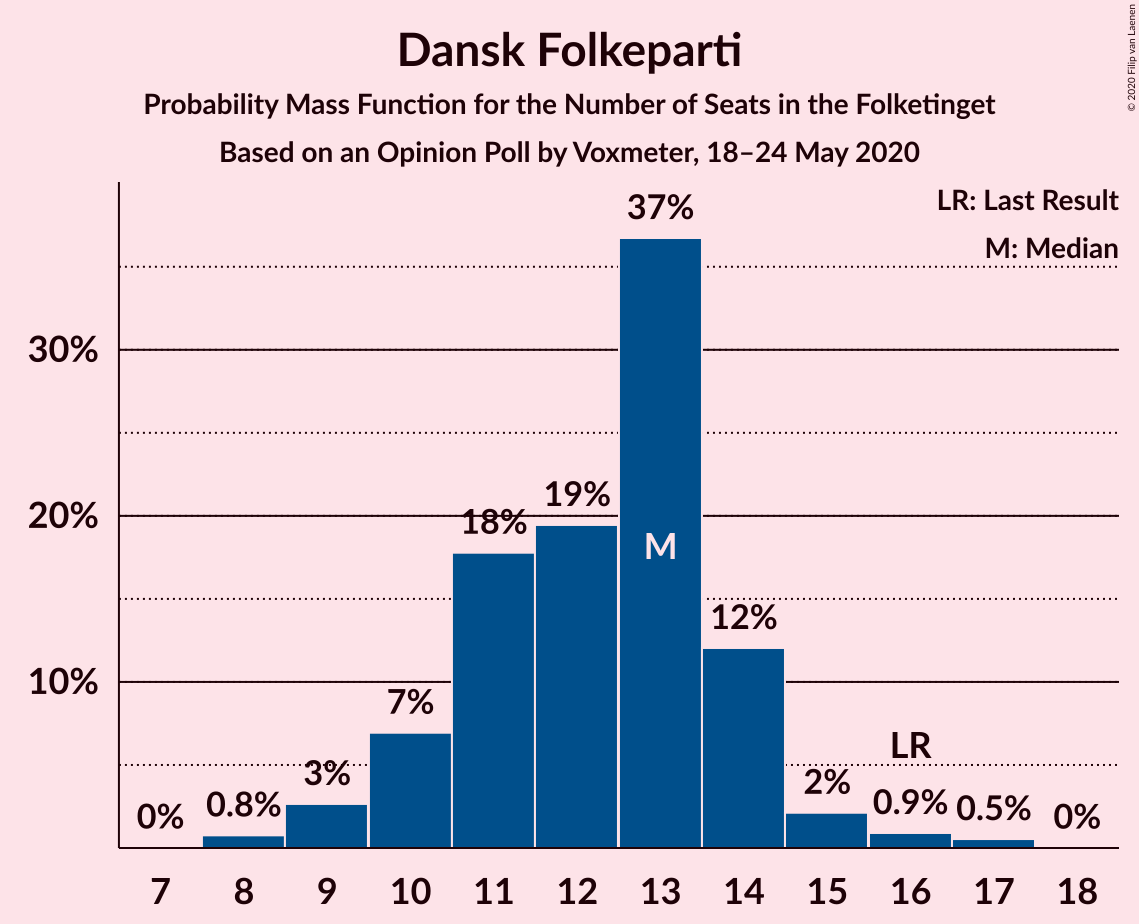 Dansk Folkeparti
Probability Mass Function for the Number of Seats in the Folketinget
Based on an Opinion Poll by Voxmeter, 18–24 May 2020
© 2020 Filip van Laenen
LR: Last Result
M: Median
30%
20%
10%
0%
0.8%
3%
7%
18%
19%
37%
M
12%
2%
LR
0.9%
0.5%
0%
7 8 9 10 11 12 13 14 15 16 17 18